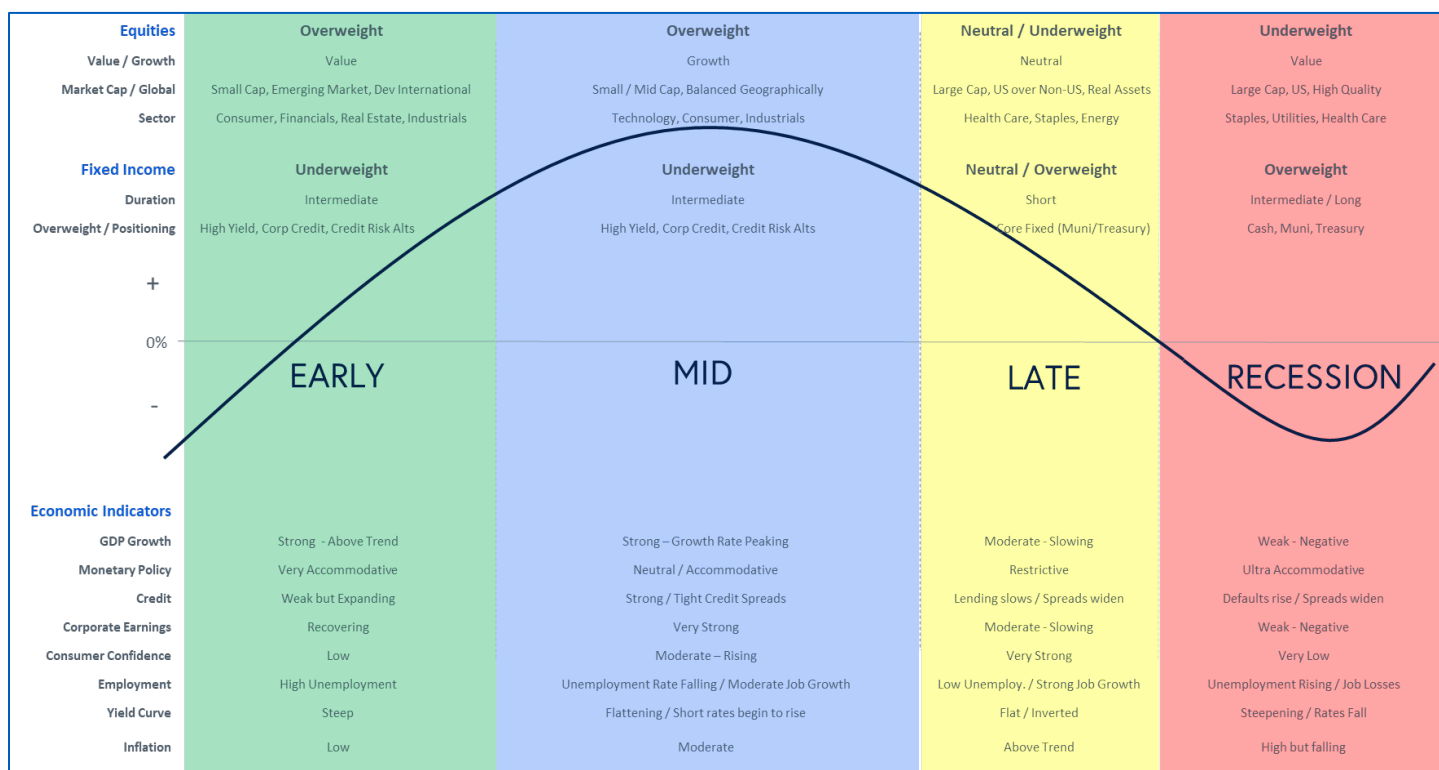 Equities Overweight Overweight Neutral / Underweight Underweight
Value / Growth Value Growth Neutral Value
Market Cap / Global Small Cap, Emerging Market, Dev International Small / Mid Cap, Balanced Geographically Large Cap, US over Non-US, Real Assets Large Cap, US, High Quality
Sector Consumer, Financials, Real Estate, Industrials Technology, Consumer, Industrials Health Care, Staples, Energy Staples, Utilities, Health Care
Fixed Income Underweight Underweight Neutral / Overweight Overweight
Duration Intermediate Intermediate Short Intermediate / Long
Overweight / Positioning High Yield, Corp Credit, Credit Risk Alts High Yield, Corp Credit, Credit Risk Alts Core Fixed (Muni/Treasury) Cash, Muni, Treasury
+
0%
EARLY MID LATE RECESSION
-
Economic Indicators
GDP Growth Strong - Above Trend Strong – Growth Rate Peaking Moderate - Slowing Weak - Negative
Monetary Policy Very Accommodative Neutral / Accommodative Restrictive Ultra Accommodative
Credit Weak but Expanding Strong / Tight Credit Spreads Lending slows / Spreads widen Defaults rise / Spreads widen
Corporate Earnings Recovering Very Strong Moderate - Slowing Weak - Negative
Consumer Confidence Low Moderate – Rising Very Strong Very Low
Employment High Unemployment Unemployment Rate Falling / Moderate Job Growth Low Unemploy. / Strong Job Growth Unemployment Rising / Job Losses
Yield Curve Steep Flattening / Short rates begin to rise Flat / Inverted Steepening / Rates Fall
Inflation Low Moderate Above Trend High but falling